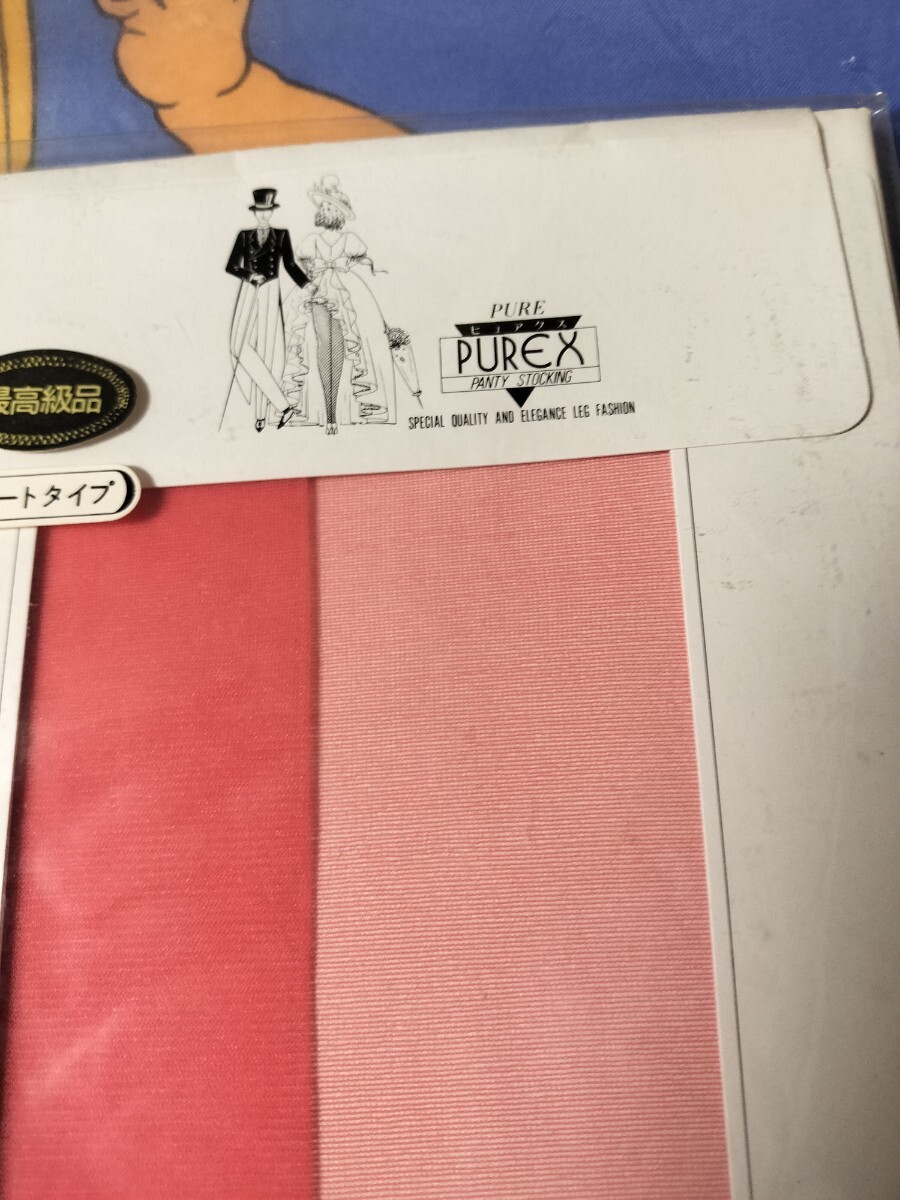 PURE
ピュアクス
PUREX
PANTY STOCKING
SPECIAL QUALITY AND ELEGANCE LEG FASHION
最高級品
ートタイプ